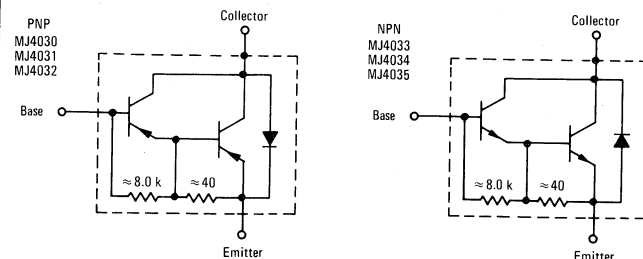 PNP
MJ4030
MJ4031
MJ4032
Collector
Base
≈ 8.0 k
≈ 40
Emitter
NPN
MJ4033
MJ4034
MJ4035
Collector
Base
≈ 8.0 k
≈ 40
Emitter